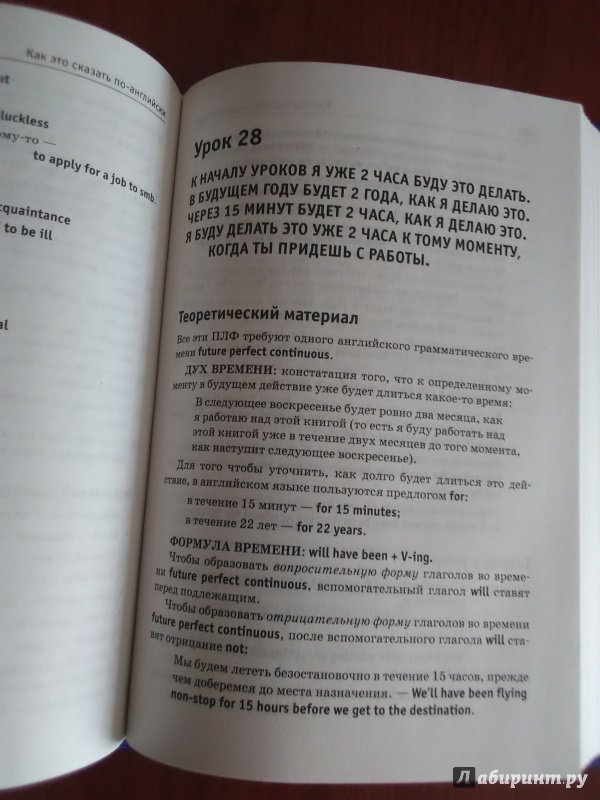 Как это сказать по-английски
luckless
to apply for a job to smb.
to be ill
Урок 28
К НАЧАЛУ УРОКОВ Я УЖЕ 2 ЧАСА БУДУ ЭТО ДЕЛАТЬ.
В БУДУЩЕМ ГОДУ БУДЕТ 2 ГОДА, КАК Я ДЕЛАЮ ЭТО.
ЧЕРЕЗ 15 МИНУТ БУДЕТ 2 ЧАСА, КАК Я ДЕЛАЮ ЭТО.
Я БУДУ ДЕЛАТЬ ЭТО УЖЕ 2 ЧАСА К ТОМУ МОМЕНТУ,
КОГДА ТЫ ПРИДЕШЬ С РАБОТЫ.
Теоретический материал
Все эти ПЛФ требуют одного английского грамматического вре-
мени future perfect continuous.
ДУХ ВРЕМЕНИ: констатация того, что к определенному мо-
менту в будущем действие уже будет длиться какое-то время:
В следующее воскресенье будет ровно два месяца, как
я работаю над этой книгой (то есть я буду работать над
этой книгой уже в течение двух месяцев до того момента,
как наступит следующее воскресенье).
Для того чтобы уточнить, как долго будет длиться это дей-
ствие, в английском языке пользуются предлогом for:
в течение 15 минут — for 15 minutes;
в течение 22 лет — for 22 years.
ФОРМУЛА ВРЕМЕНИ: will have been + V-ing.
Чтобы образовать вопросительную форму глаголов во време-
ни future perfect continuous, вспомогательный глагол will ставят
перед подлежащим.
Чтобы образовать отрицательную форму глаголов во времени
future perfect continuous, после вспомогательного глагола will ста-
вят отрицание not:
Мы будем лететь безостановочно в течение 15 часов, прежде
чем доберемся до места назначения. — We'll have been flying
non-stop for 15 hours before we get to the destination.
Лабиринт.ру